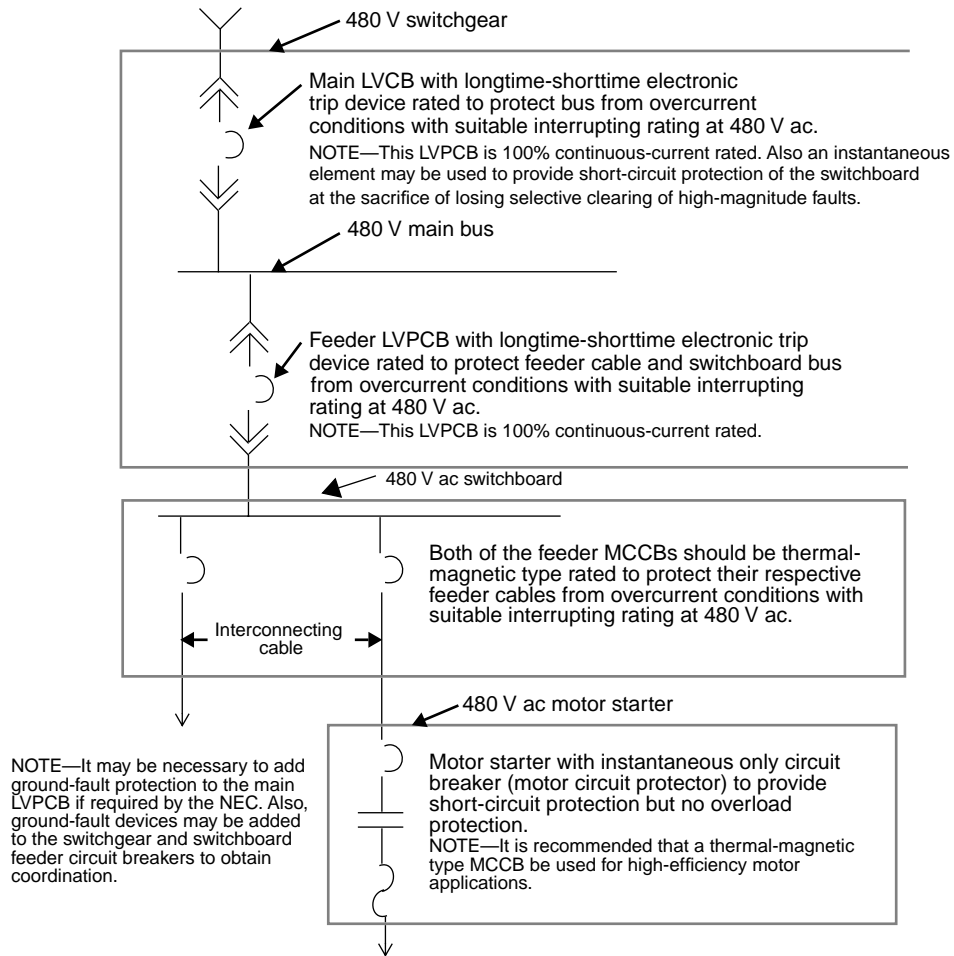 480 V switchgear
Main LVCB with longtime-shorttime electronic
trip device rated to protect bus from overcurrent
conditions with suitable interrupting rating at 480 V ac.
NOTE—This LVPCB is 100% continuous-current rated. Also an instantaneous
element may be used to provide short-circuit protection of the switchboard
at the sacrifice of losing selective clearing of high-magnitude faults.
480 V main bus
Feeder LVPCB with longtime-shorttime electronic trip
device rated to protect feeder cable and switchboard bus
from overcurrent conditions with suitable interrupting
rating at 480 V ac.
NOTE—This LVPCB is 100% continuous-current rated.
480 V ac switchboard
Both of the feeder MCCBs should be thermal-
magnetic type rated to protect their respective
feeder cables from overcurrent conditions with
suitable interrupting rating at 480 V ac.
Interconnecting
cable
480 V ac motor starter
NOTE—It may be necessary to add
ground-fault protection to the main
LVPCB if required by the NEC. Also,
ground-fault devices may be added
to the switchgear and switchboard
feeder circuit breakers to obtain
coordination.
Motor starter with instantaneous only circuit
breaker (motor circuit protector) to provide
short-circuit protection but no overload
protection.
NOTE—It is recommended that a thermal-magnetic
type MCCB be used for high-efficiency motor
applications.